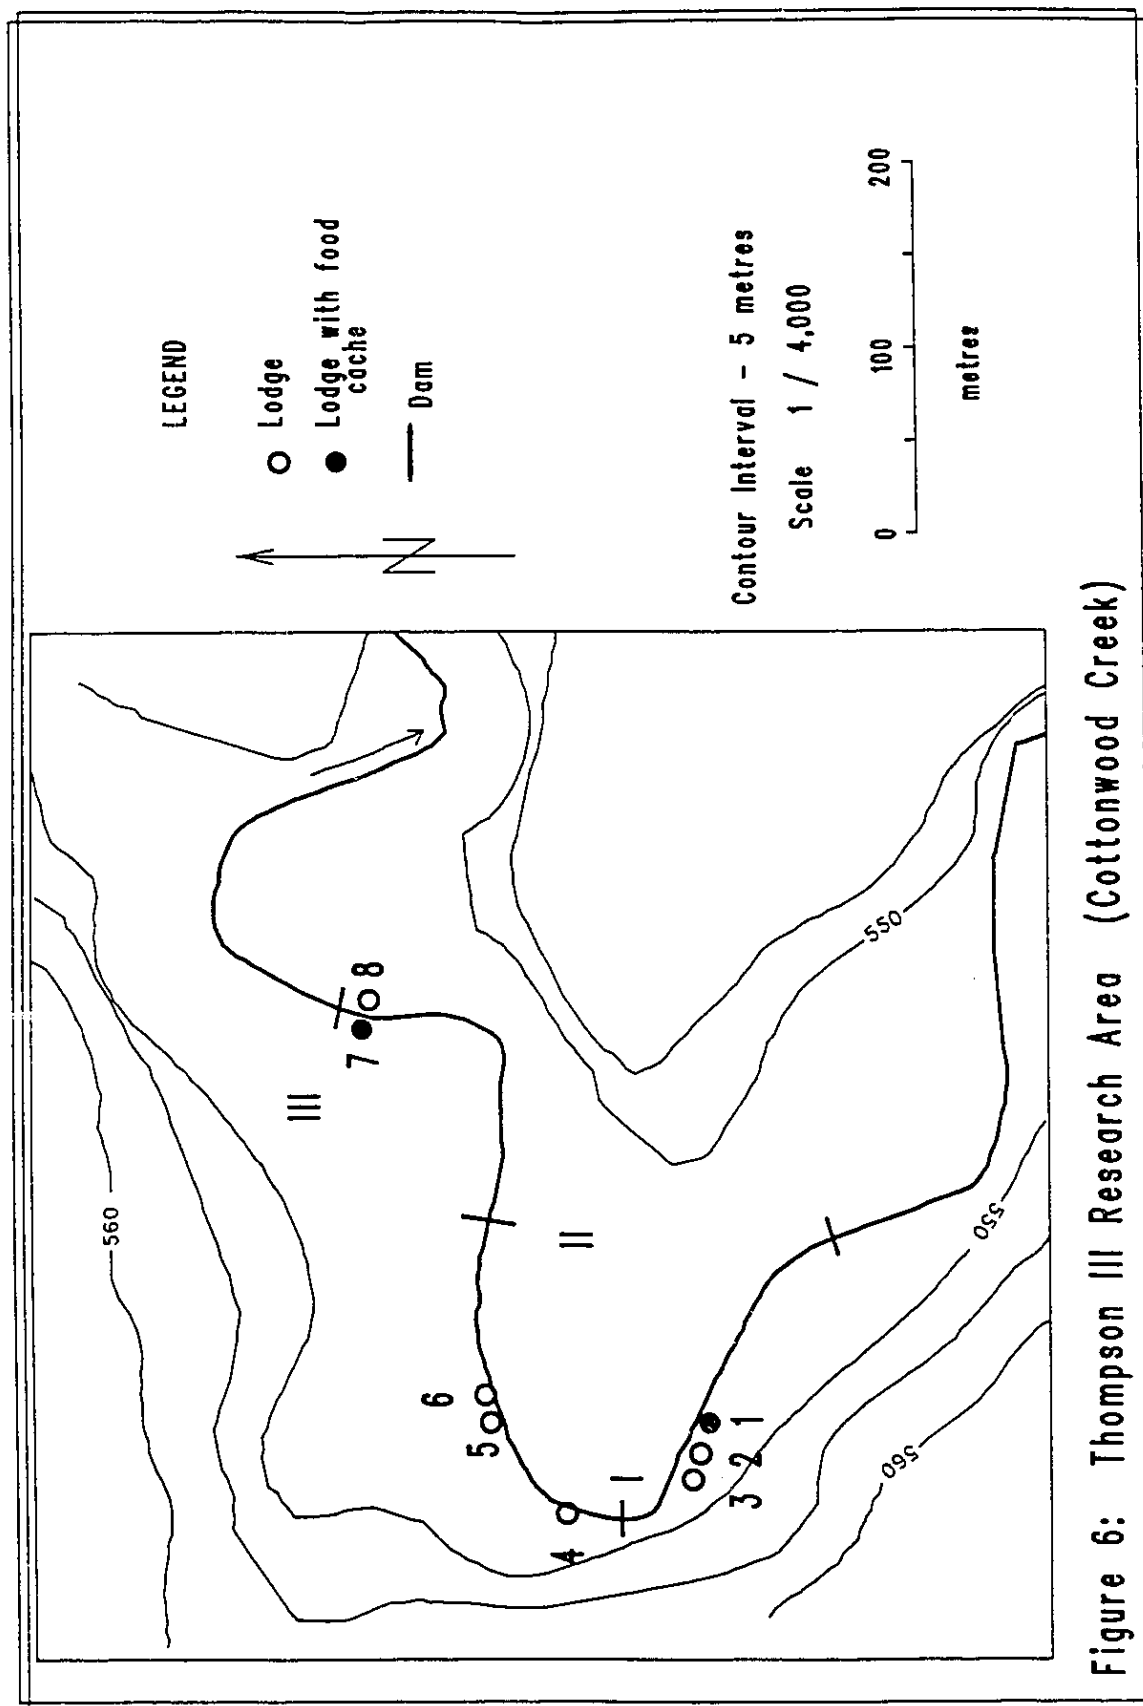 560
III
7
8
II
6
5
4
I
3
2
1
550
550
560
N
LEGEND
Lodge
Lodge with food
cache
Dam
Contour Interval - 5 metres
Scale 1 / 4,000
0 100 200
metres
Figure 6: Thompson III Research Area (Cottonwood Creek)